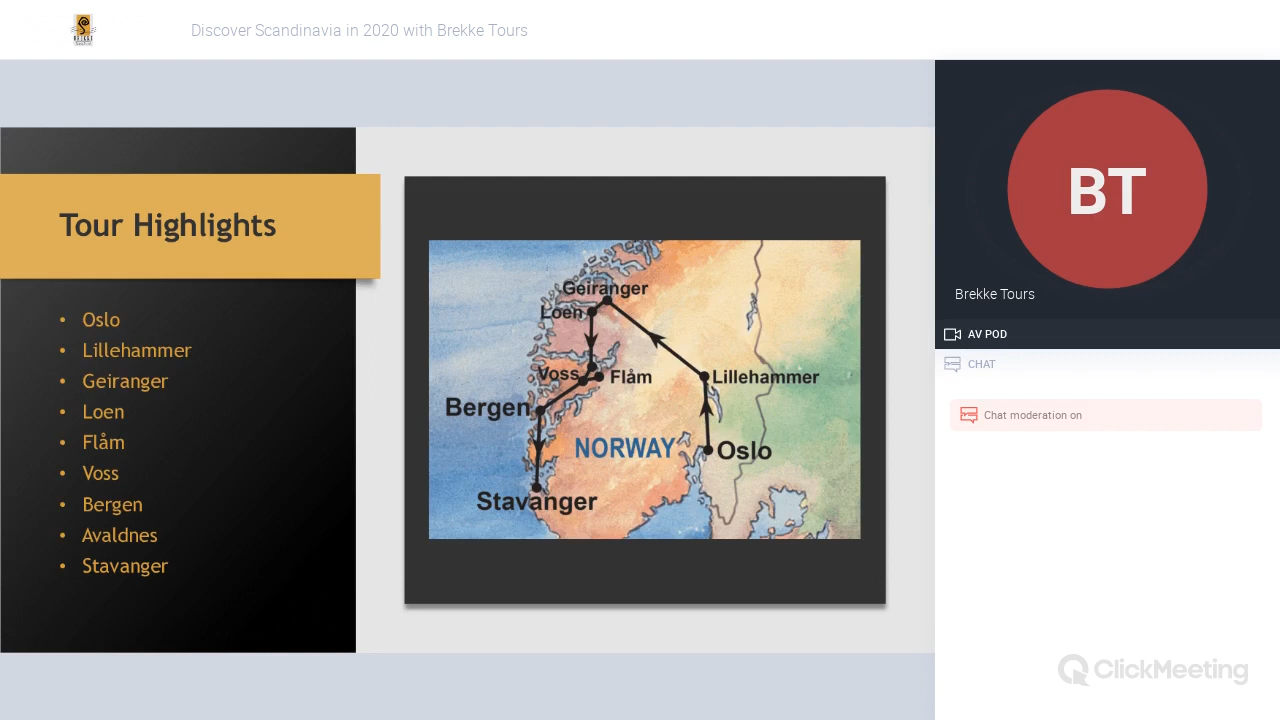 BREKKE
Discover Scandinavia in 2020 with Brekke Tours
Tour Highlights
• Oslo
• Lillehammer
• Geiranger
• Loen
• Flåm
• Voss
• Bergen
• Avaldnes
• Stavanger
Geiranger
Loen
Voss
Flåm
Lillehammer
Bergen
NORWAY
Oslo
Stavanger
BT
Brekke Tours
AV POD
CHAT
Chat moderation on
ClickMeeting